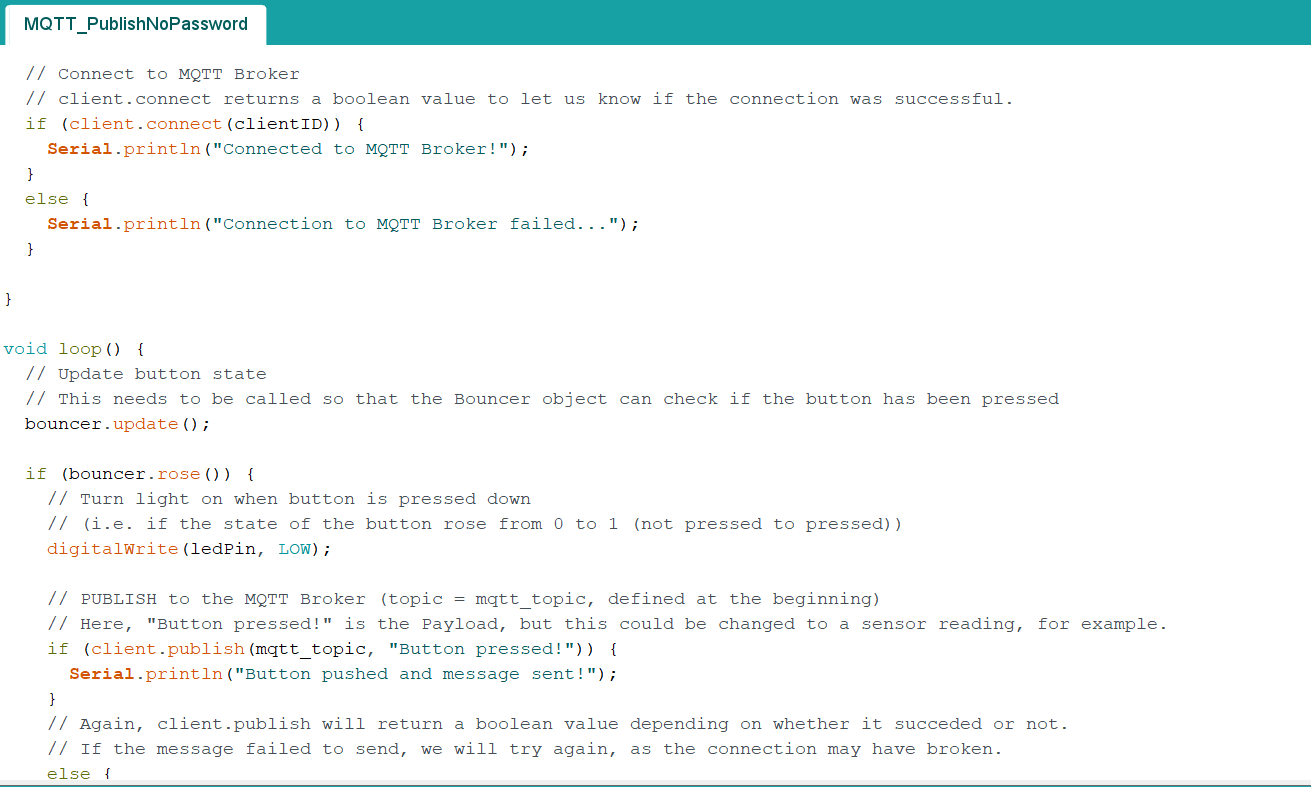 MQTT_PublishNoPassword
// Connect to MQTT Broker
// client.connect returns a boolean value to let us know if the connection was successful.
if (client.connect(clientID)) {
Serial.println("Connected to MQTT Broker!");
}
else {
Serial.println("Connection to MQTT Broker failed...");
}
}
void loop() {
// Update button state
// This needs to be called so that the Bouncer object can check if the button has been pressed
bouncer.update();
if (bouncer.rose()) {
// Turn light on when button is pressed down
// (i.e. if the state of the button rose from 0 to 1 (not pressed to pressed))
digitalWrite(ledPin, LOW);
// PUBLISH to the MQTT Broker (topic = mqtt_topic, defined at the beginning)
// Here, "Button pressed!" is the Payload, but this could be changed to a sensor reading, for example.
if (client.publish(mqtt_topic, "Button pressed!")) {
Serial.println("Button pushed and message sent!");
}
// Again, client.publish will return a boolean value depending on whether it succeded or not.
// If the message failed to send, we will try again, as the connection may have broken.
else {